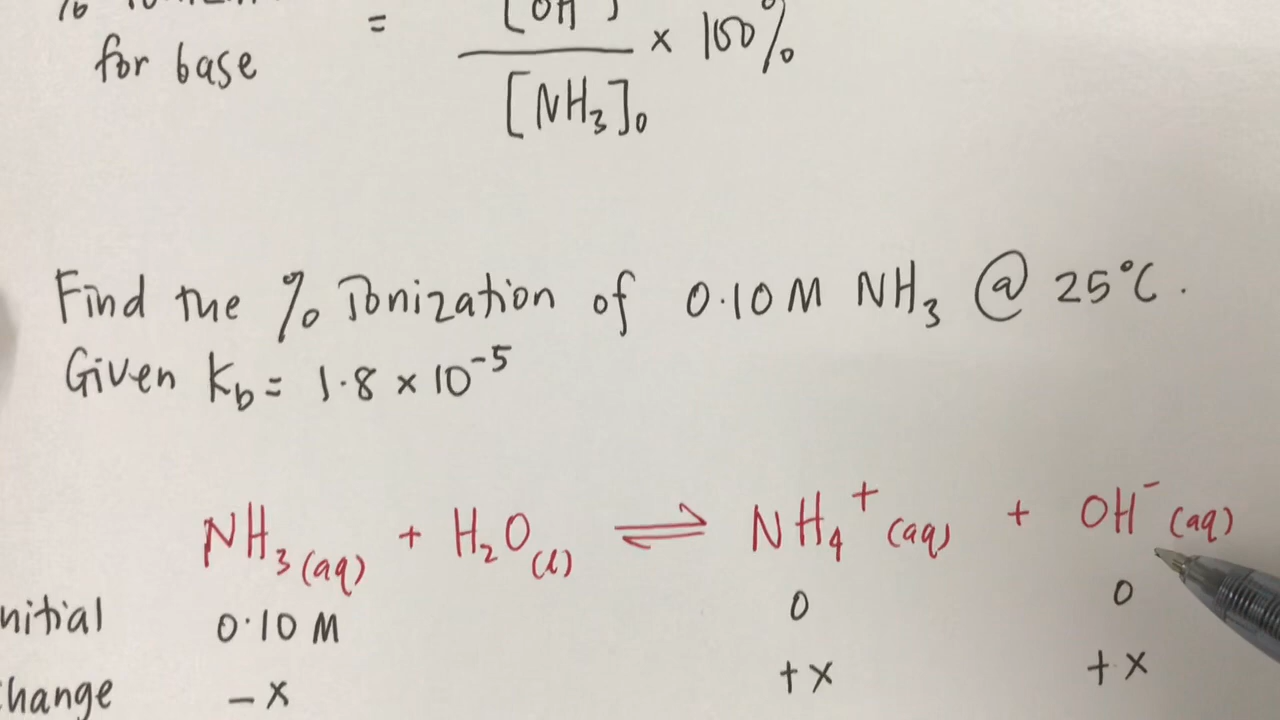 for base = [OH⁻] / [NH₃]₀ × 100%
Find the % Ionization of 0.10 M NH₃ @ 25°C.
Given Kb = 1.8 × 10⁻⁵
NH₃(aq) + H₂O(l) ⇌ NH₄⁺(aq) + OH⁻(aq)
nitial 0.10 M 0 0
change -x +x +x